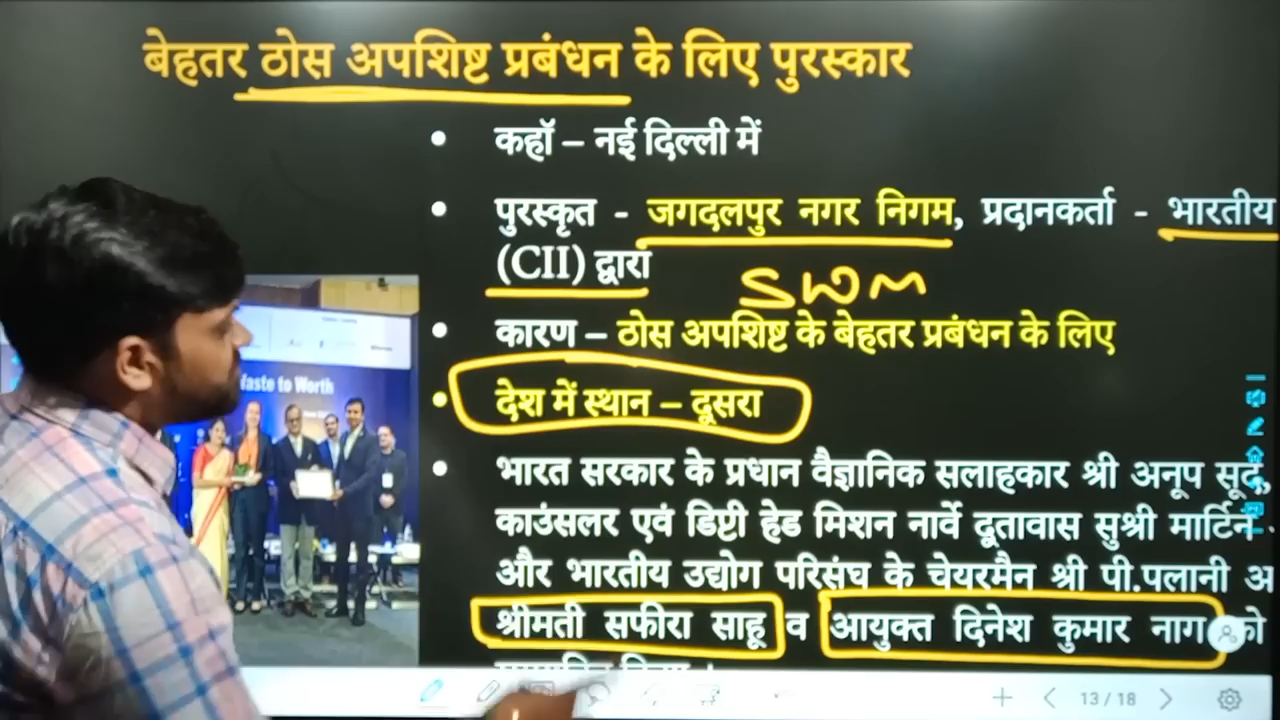 बेहतर ठोस अपशिष्ट प्रबंधन के लिए पुरस्कार
• कहॉ – नई दिल्ली में
• पुरस्कृत - जगदलपुर नगर निगम, प्रदानकर्ता - भारतीय
(CII) द्वारा
SWM
• कारण – ठोस अपशिष्ट के बेहतर प्रबंधन के लिए
• देश में स्थान – दूसरा
• भारत सरकार के प्रधान वैज्ञानिक सलाहकार श्री अनूप सूद,
काउंसलर एवं डिप्टी हेड मिशन नार्वे दूतावास सुश्री मार्टिन
और भारतीय उद्योग परिसंघ के चेयरमैन श्री पी.पलानी
श्रीमती सफीरा साहू व आयुक्त दिनेश कुमार नाग को
Waste to Worth
13 / 18